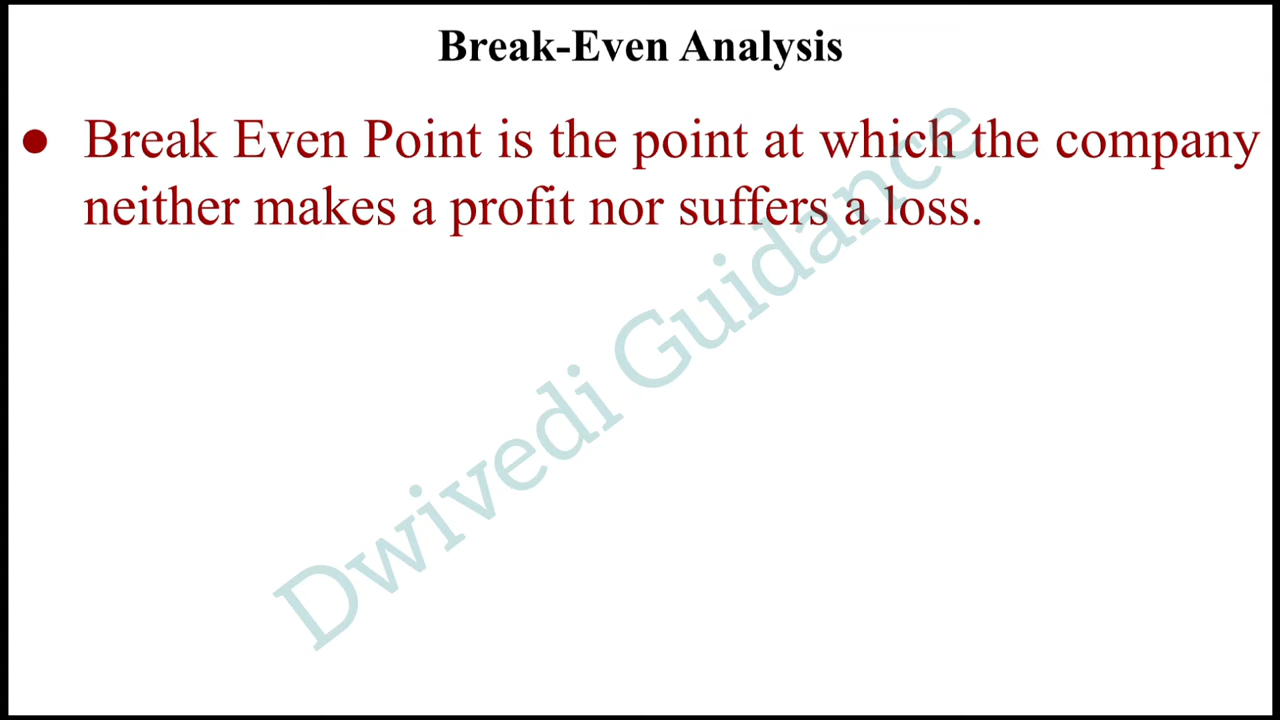 Break-Even Analysis
● Break Even Point is the point at which the company
neither makes a profit nor suffers a loss.
Dwivedi Guidance